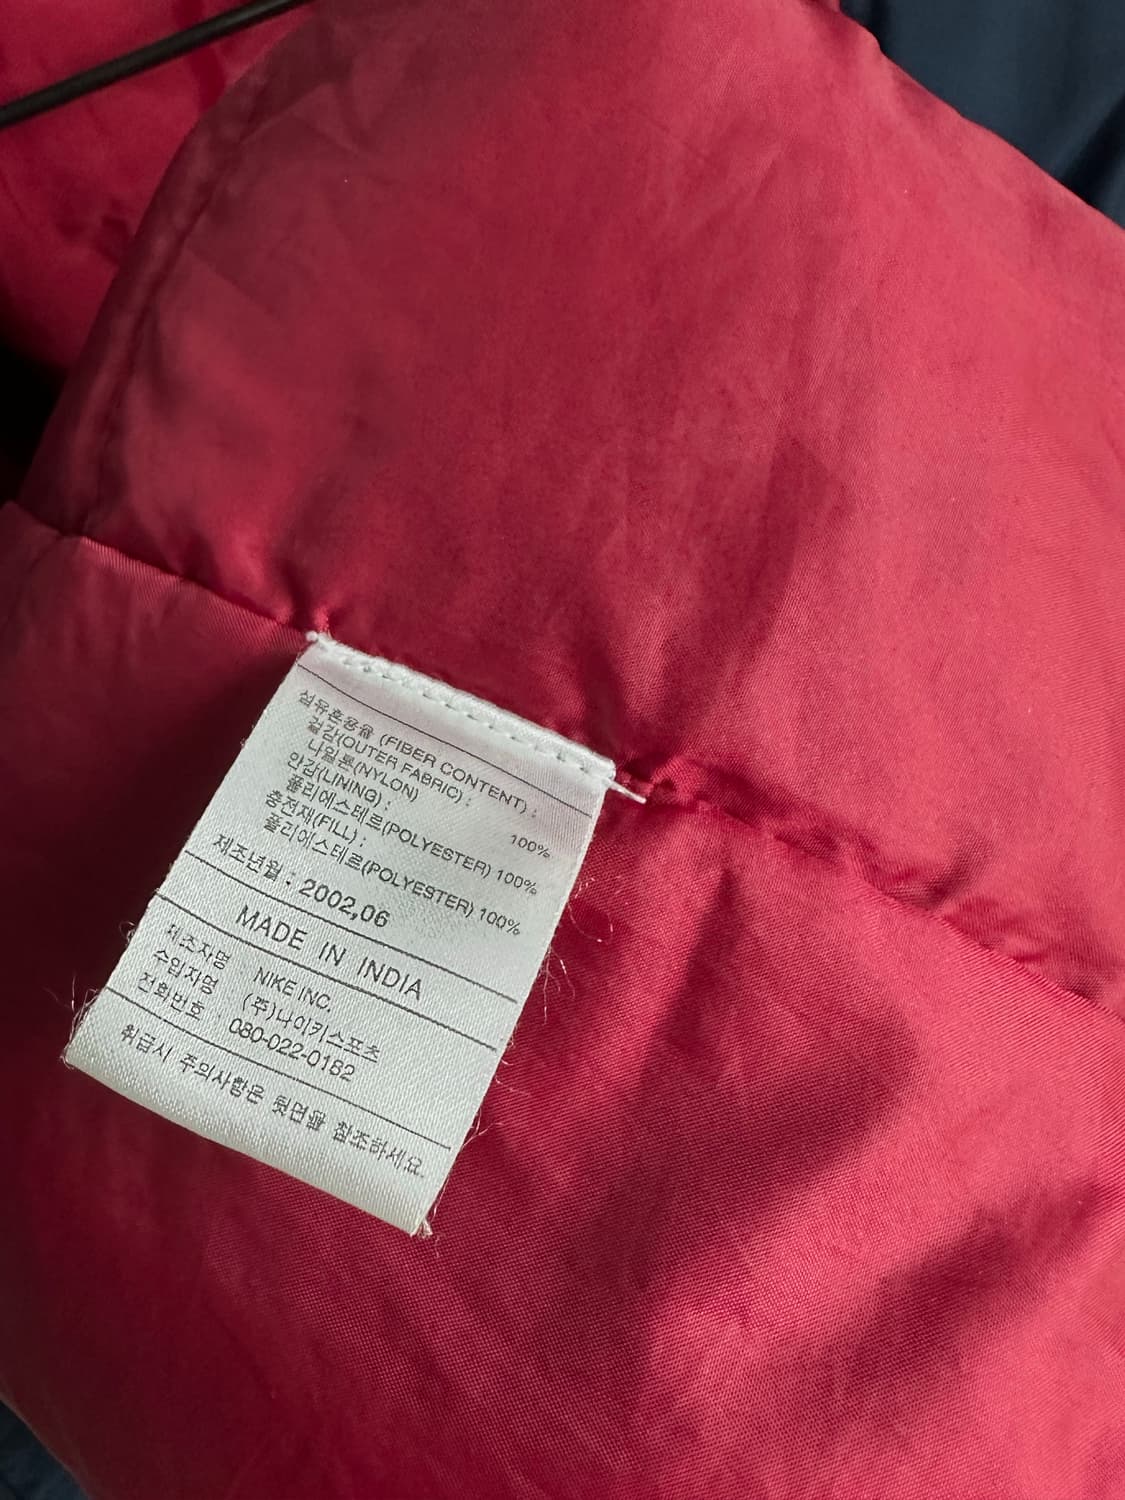 섬유혼용율 (FIBER CONTENT) :
겉감(OUTER FABRIC) :
나일론(NYLON) 100%
안감(LINING) :
폴리에스테르(POLYESTER) 100%
충전재(FILL) :
폴리에스테르(POLYESTER) 100%
제조년월 : 2002,06
MADE IN INDIA
제조자명 : NIKE INC.
수입자명 (주)나이키스포츠
전화번호 : 080-022-0182
취급시 주의사항은 뒷면을 참조하세요.